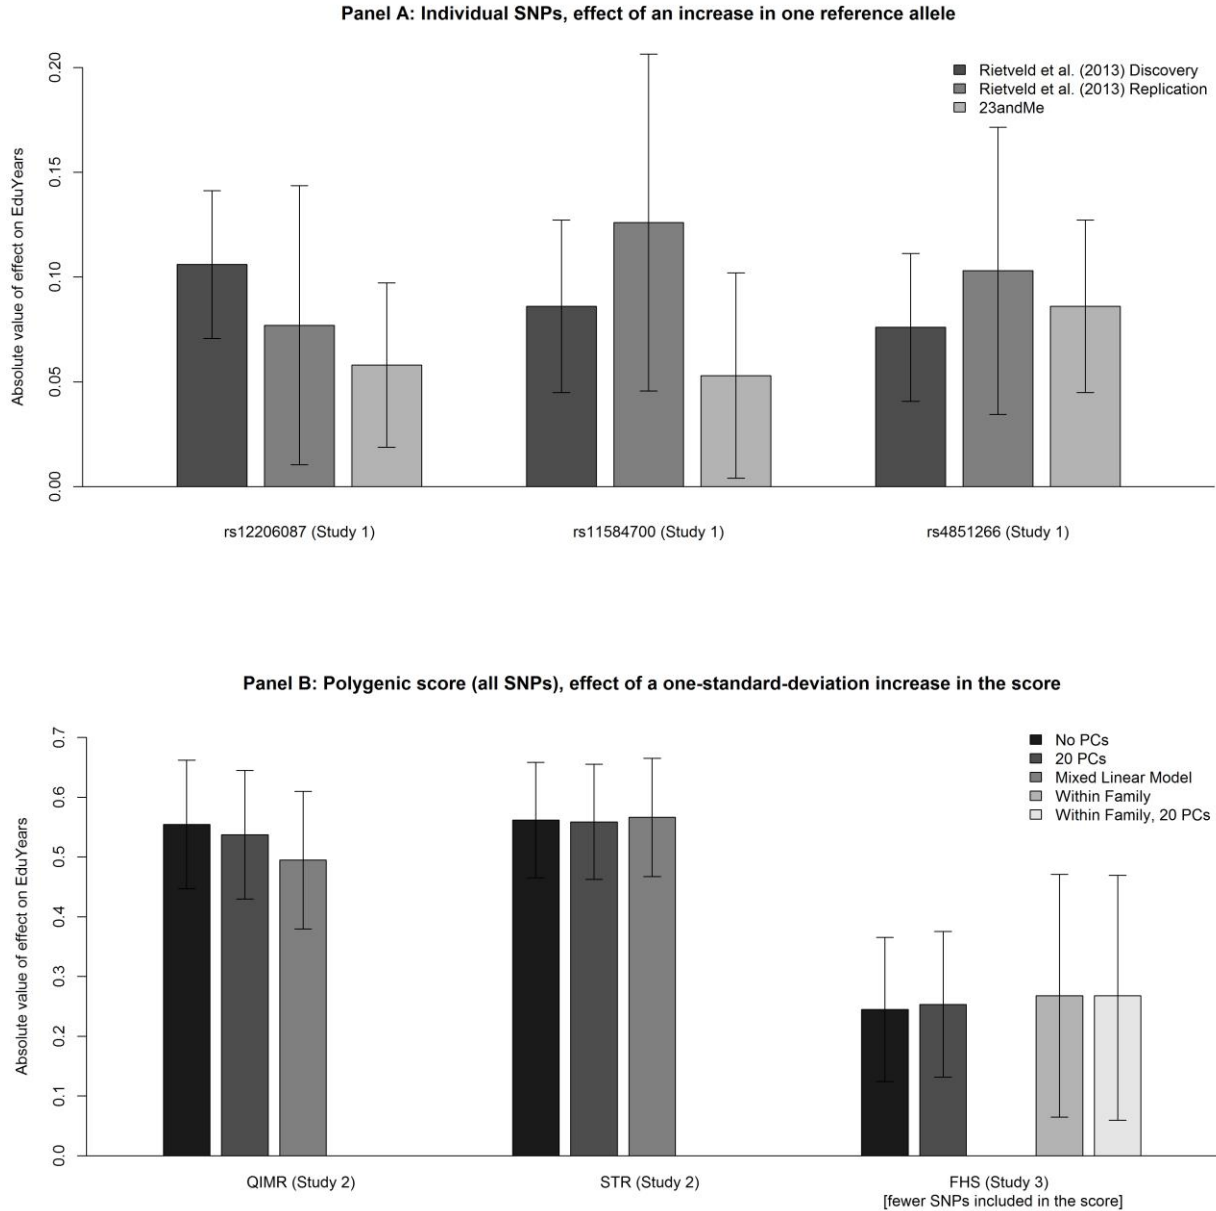 Panel A: Individual SNPs, effect of an increase in one reference allele
Absolute value of effect on EduYears
0.20
0.15
0.10
0.05
0.00
Rietveld et al. (2013) Discovery
Rietveld et al. (2013) Replication
23andMe
rs12206087 (Study 1)
rs11584700 (Study 1)
rs4851266 (Study 1)
Panel B: Polygenic score (all SNPs), effect of a one-standard-deviation increase in the score
Absolute value of effect on EduYears
0.7
0.6
0.5
0.4
0.3
0.2
0.1
0.0
No PCs
20 PCs
Mixed Linear Model
Within Family
Within Family, 20 PCs
QIMR (Study 2)
STR (Study 2)
FHS (Study 3)
[fewer SNPs included in the score]